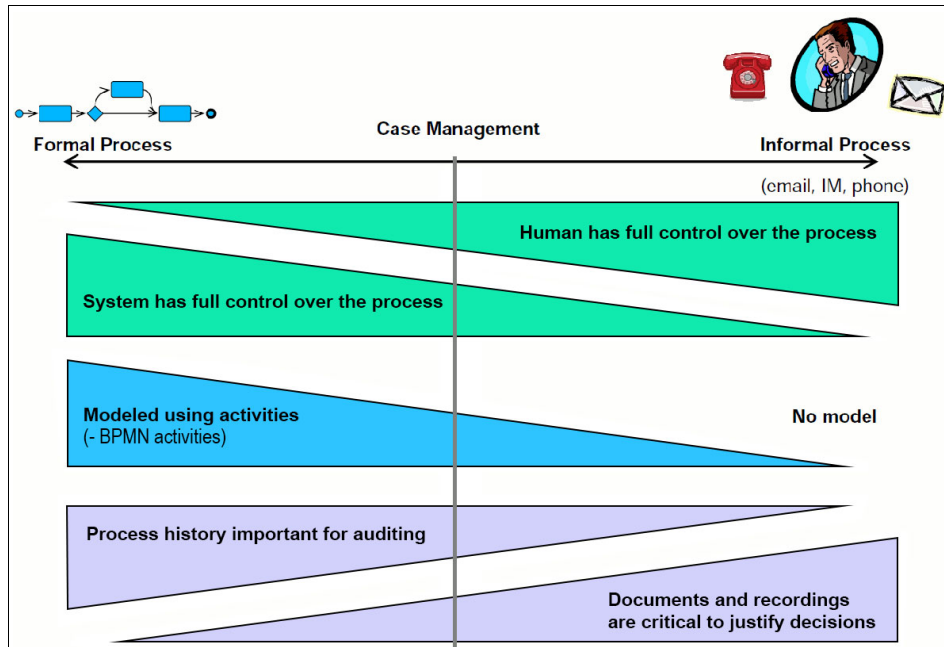 Case Management
Formal Process
Informal Process
(email, IM, phone)
Human has full control over the process
System has full control over the process
Modeled using activities
(- BPMN activities)
No model
Process history important for auditing
Documents and recordings
are critical to justify decisions